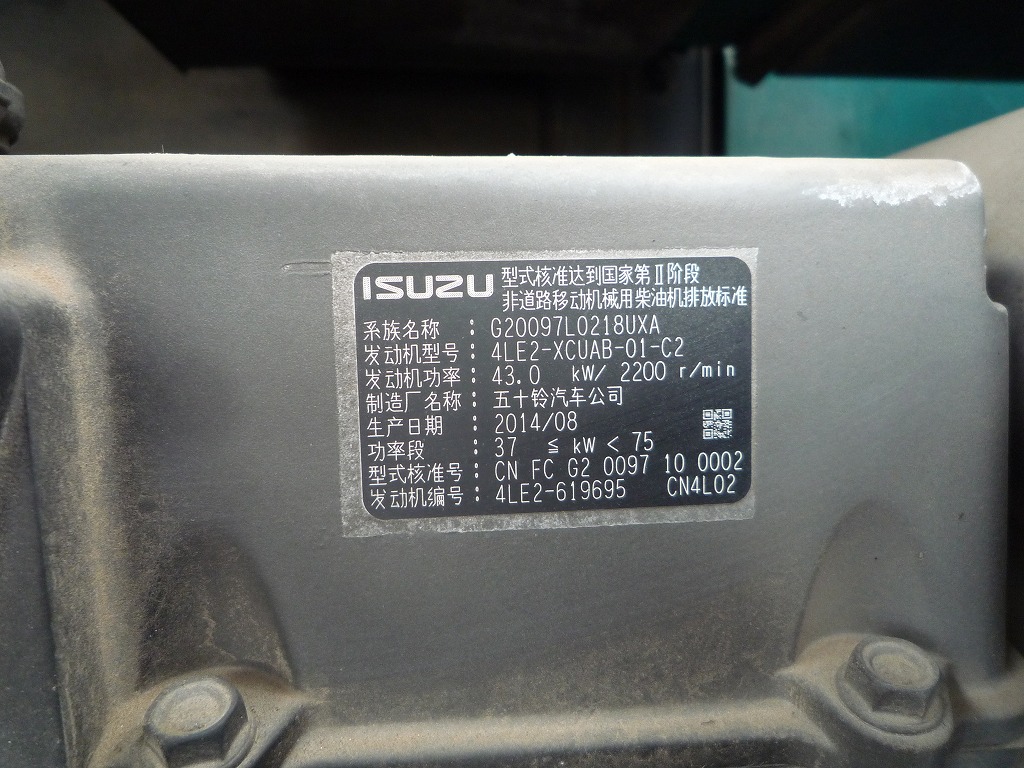 ISUZU 型式核准达到国家第Ⅱ阶段
非道路移动机械用柴油机排放标准
系族名称 : G20097L0218UXA
发动机型号 : 4LE2-XCUAB-01-C2
发动机功率 : 43.0 kW/ 2200 r/min
制造厂名称 : 五十铃汽车公司
生产日期 : 2014/08
功率段 : 37 ≦ kW < 75
型式核准号 : CN FC G2 0097 10 0002
发动机编号 : 4LE2-619695 CN4L02